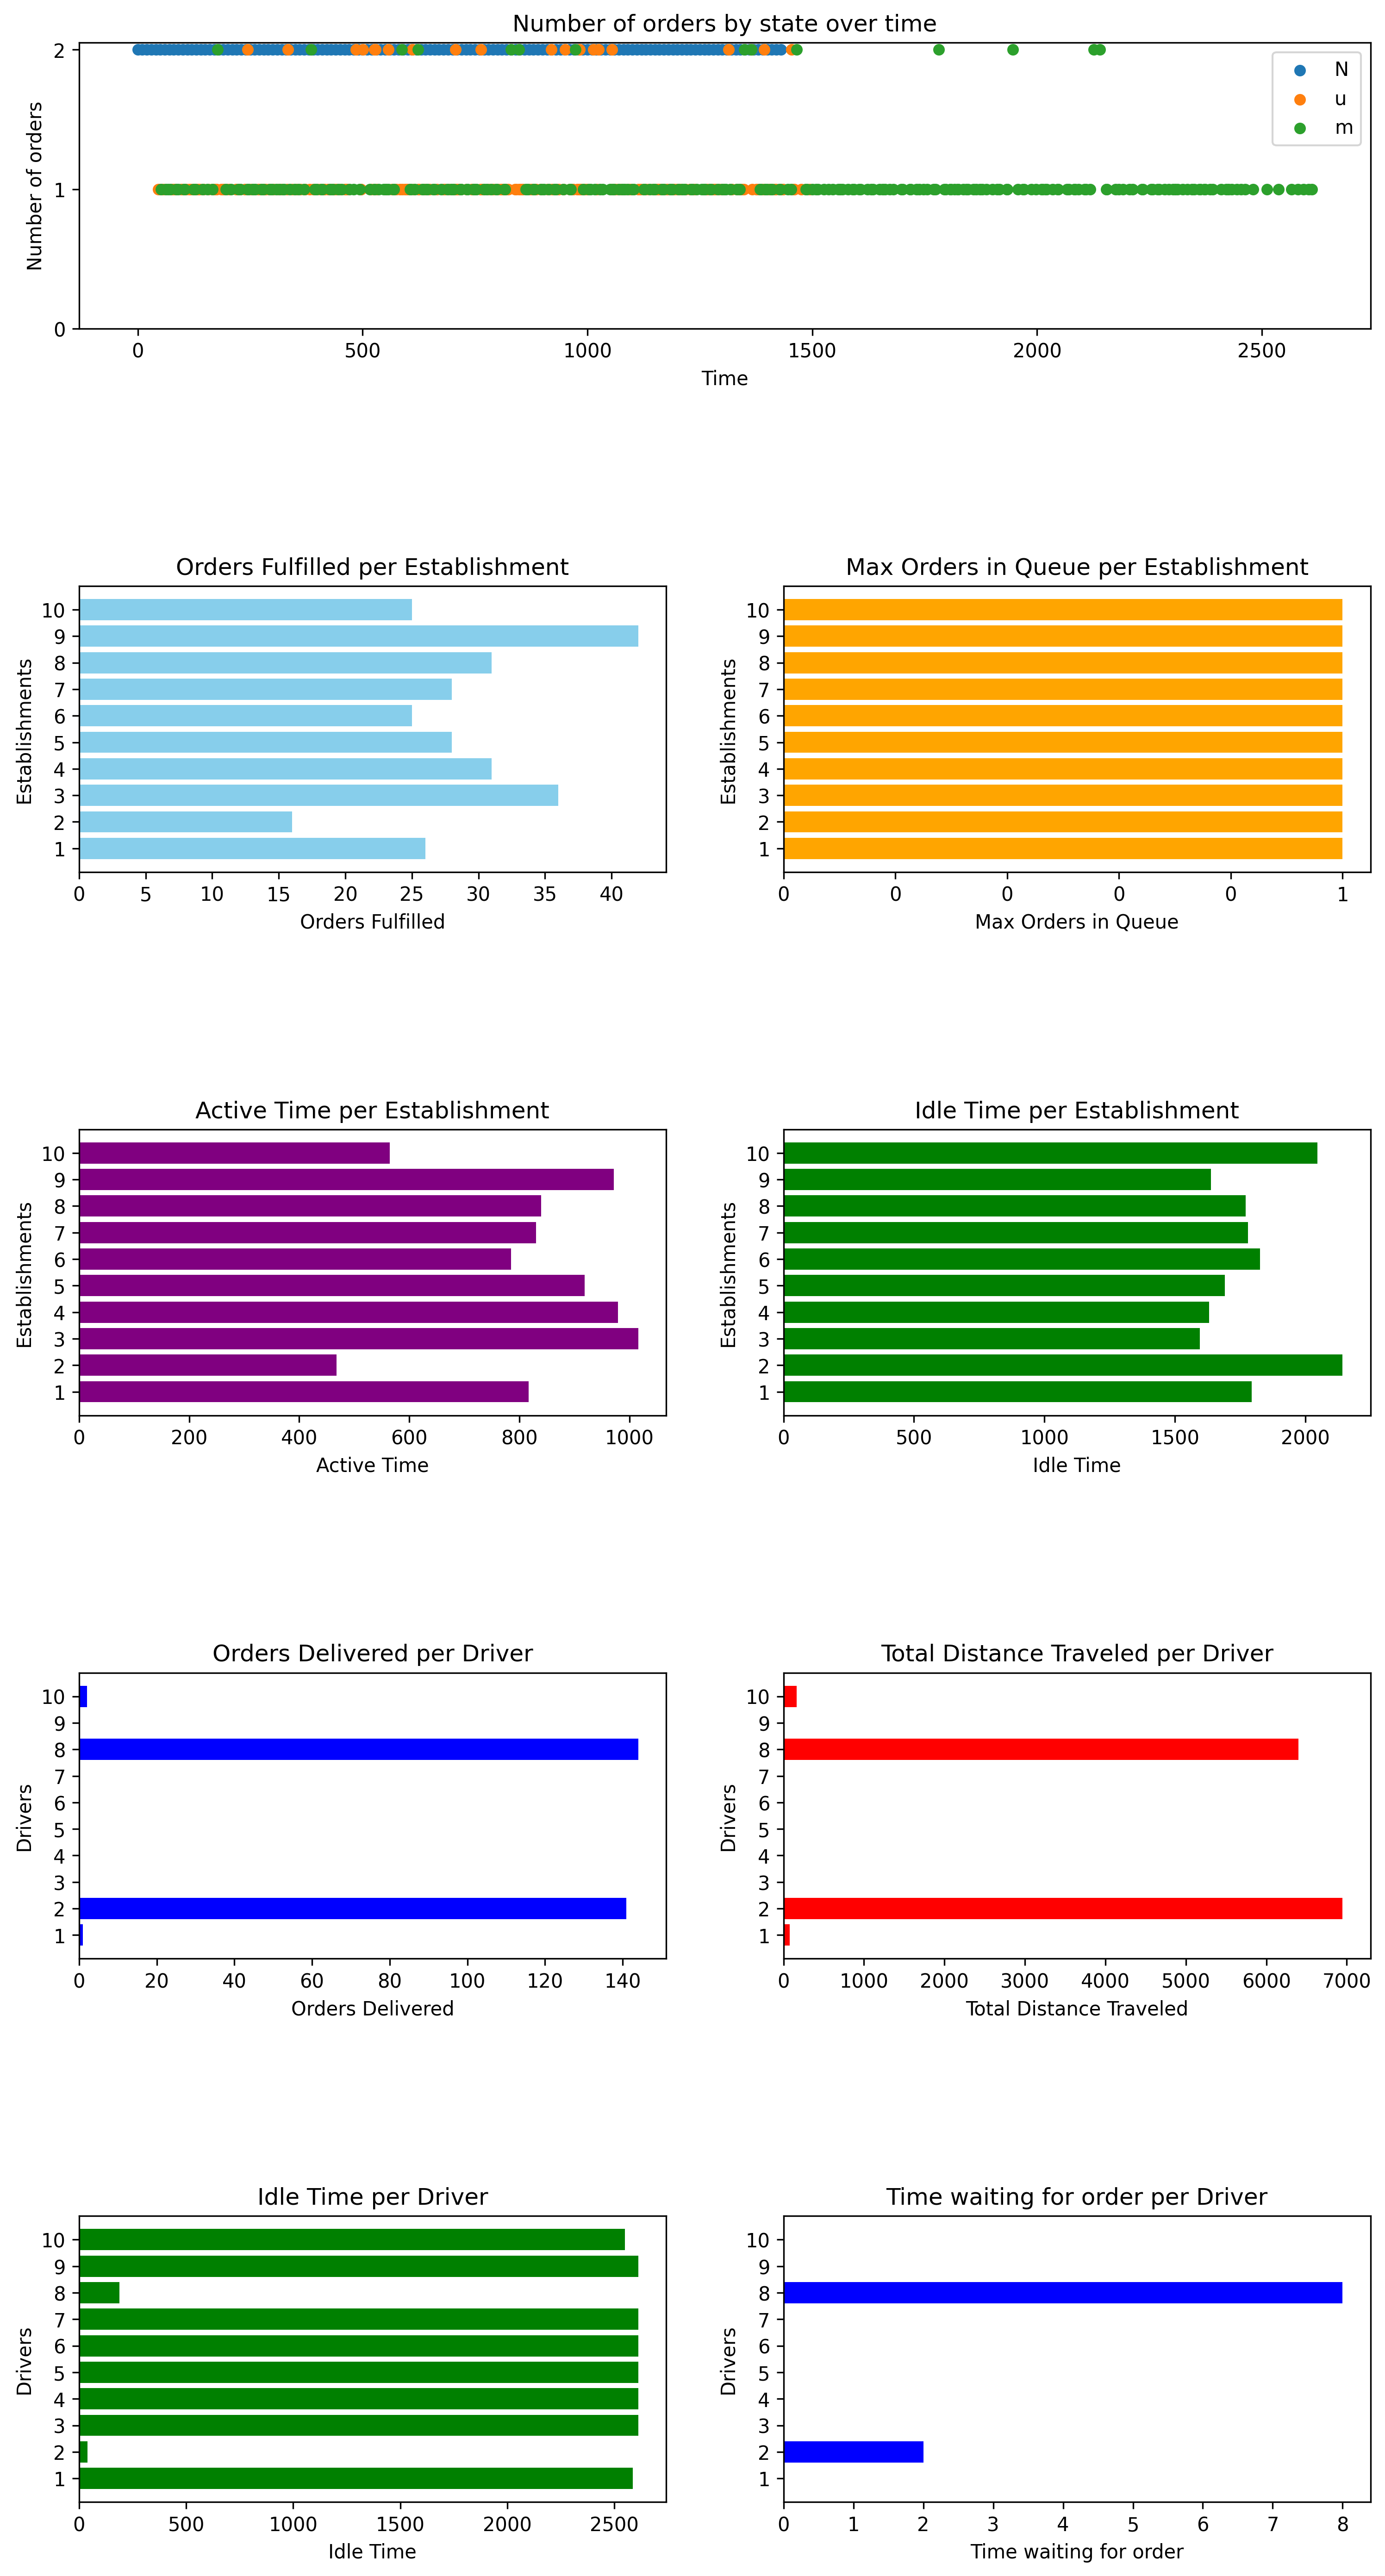 Number of orders by state over time
Number of orders
2
1
0
N
u
m
0 500 1000 1500 2000 2500
Time
Orders Fulfilled per Establishment
Establishments
10
9
8
7
6
5
4
3
2
1
0 5 10 15 20 25 30 35 40
Orders Fulfilled
Max Orders in Queue per Establishment
Establishments
10
9
8
7
6
5
4
3
2
1
0 0 0 0 0 1
Max Orders in Queue
Active Time per Establishment
Establishments
10
9
8
7
6
5
4
3
2
1
0 200 400 600 800 1000
Active Time
Idle Time per Establishment
Establishments
10
9
8
7
6
5
4
3
2
1
0 500 1000 1500 2000
Idle Time
Orders Delivered per Driver
Drivers
10
9
8
7
6
5
4
3
2
1
0 20 40 60 80 100 120 140
Orders Delivered
Total Distance Traveled per Driver
Drivers
10
9
8
7
6
5
4
3
2
1
0 1000 2000 3000 4000 5000 6000 7000
Total Distance Traveled
Idle Time per Driver
Drivers
10
9
8
7
6
5
4
3
2
1
0 500 1000 1500 2000 2500
Idle Time
Time waiting for order per Driver
Drivers
10
9
8
7
6
5
4
3
2
1
0 1 2 3 4 5 6 7 8
Time waiting for order